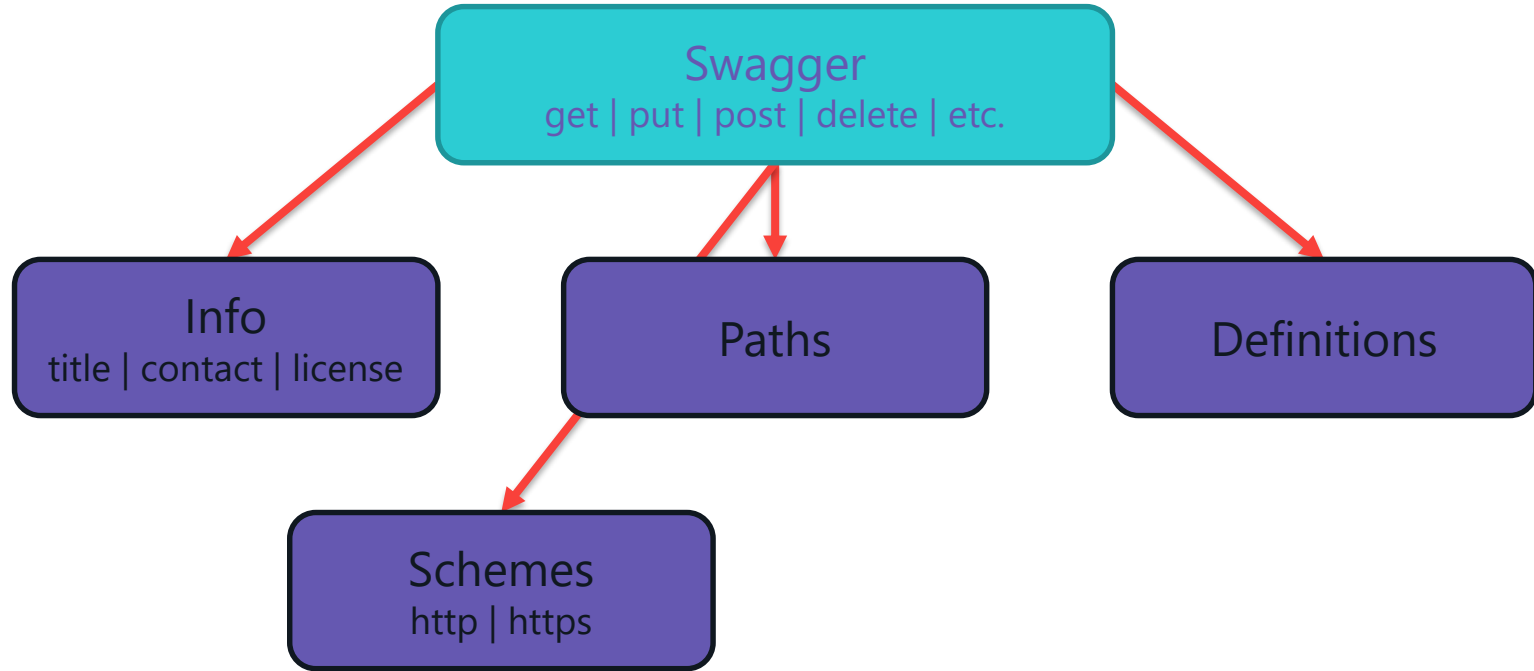 Swagger
get | put | post | delete | etc.
Info
title | contact | license
Paths
Definitions
Schemes
http | https